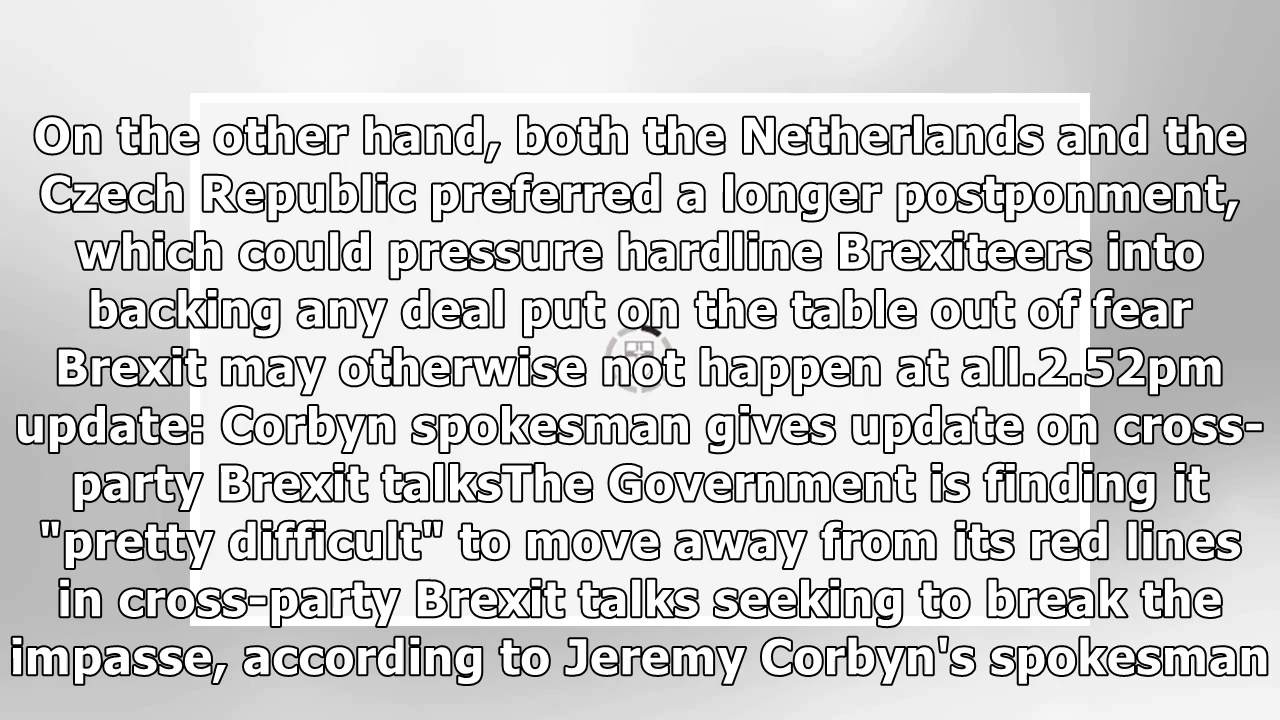 On the other hand, both the Netherlands and the
Czech Republic preferred a longer postponment,
which could pressure hardline Brexiteers into
backing any deal put on the table out of fear
Brexit may otherwise not happen at all.2.52pm
update: Corbyn spokesman gives update on cross-
party Brexit talksThe Government is finding it
"pretty difficult" to move away from its red lines
in cross-party Brexit talks seeking to break the
impasse, according to Jeremy Corbyn's spokesman